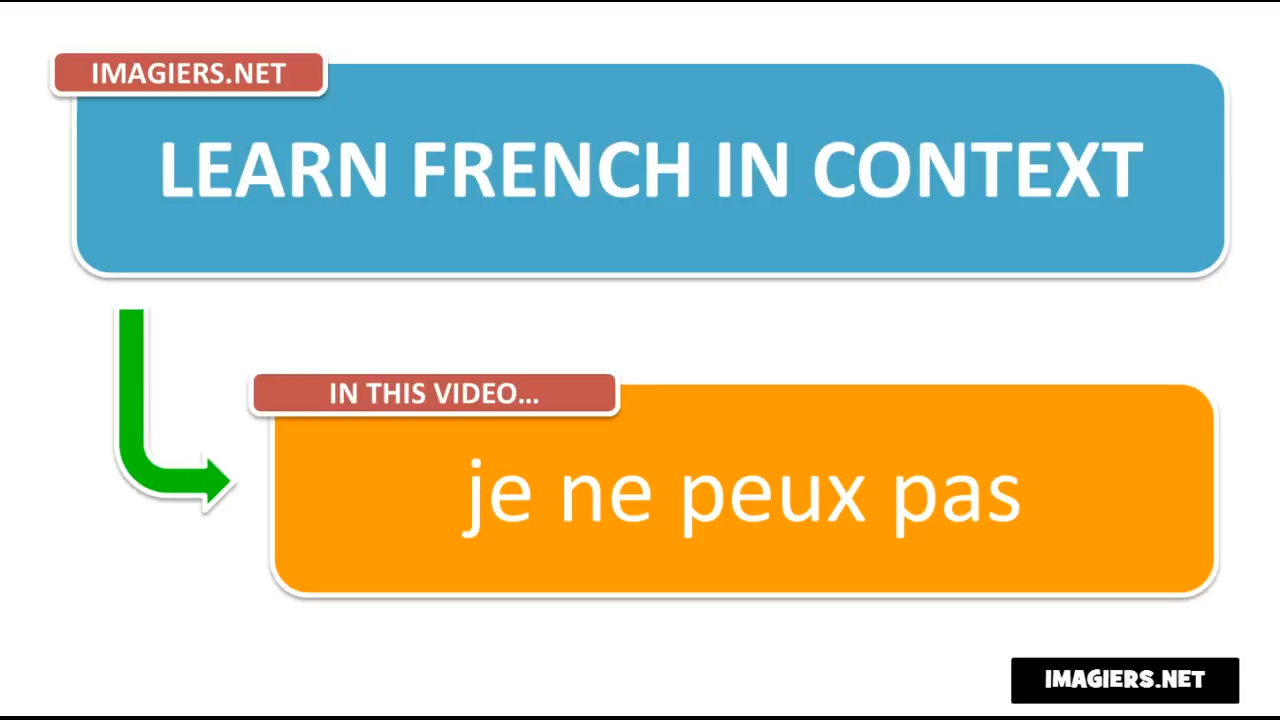 IMAGIERS.NET
LEARN FRENCH IN CONTEXT
IN THIS VIDEO...
je ne peux pas
IMAGIERS.NET